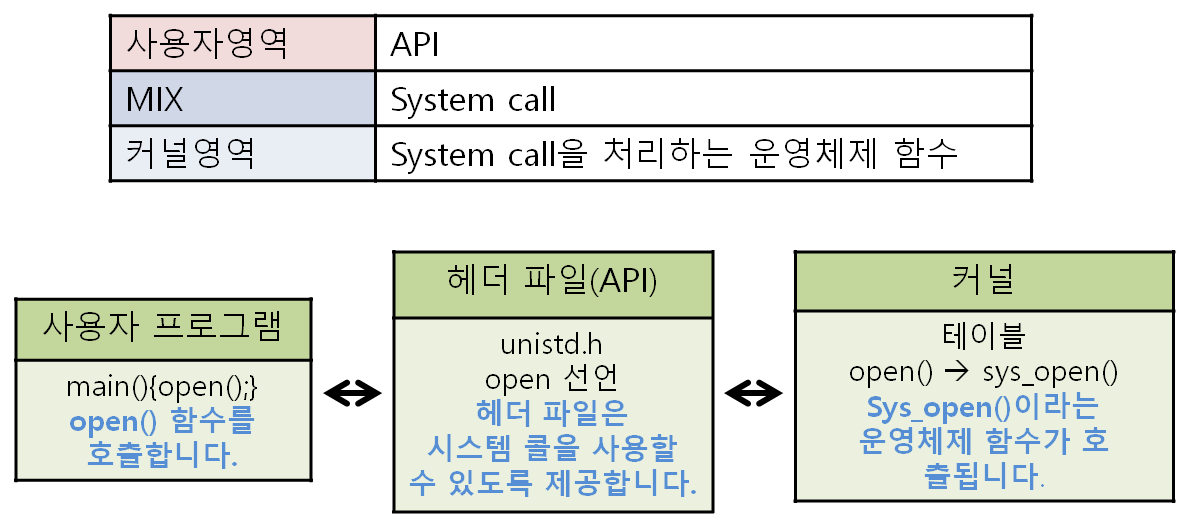 사용자영역 API
MIX System call
커널영역 System call을 처리하는 운영체제 함수
사용자 프로그램
main(){open();}
open() 함수를
호출합니다.
헤더 파일(API)
unistd.h
open 선언
헤더 파일은
시스템 콜을 사용할
수 있도록 제공합니다.
커널
테이블
open() → sys_open()
Sys_open()이라는
운영체제 함수가 호
출됩니다.